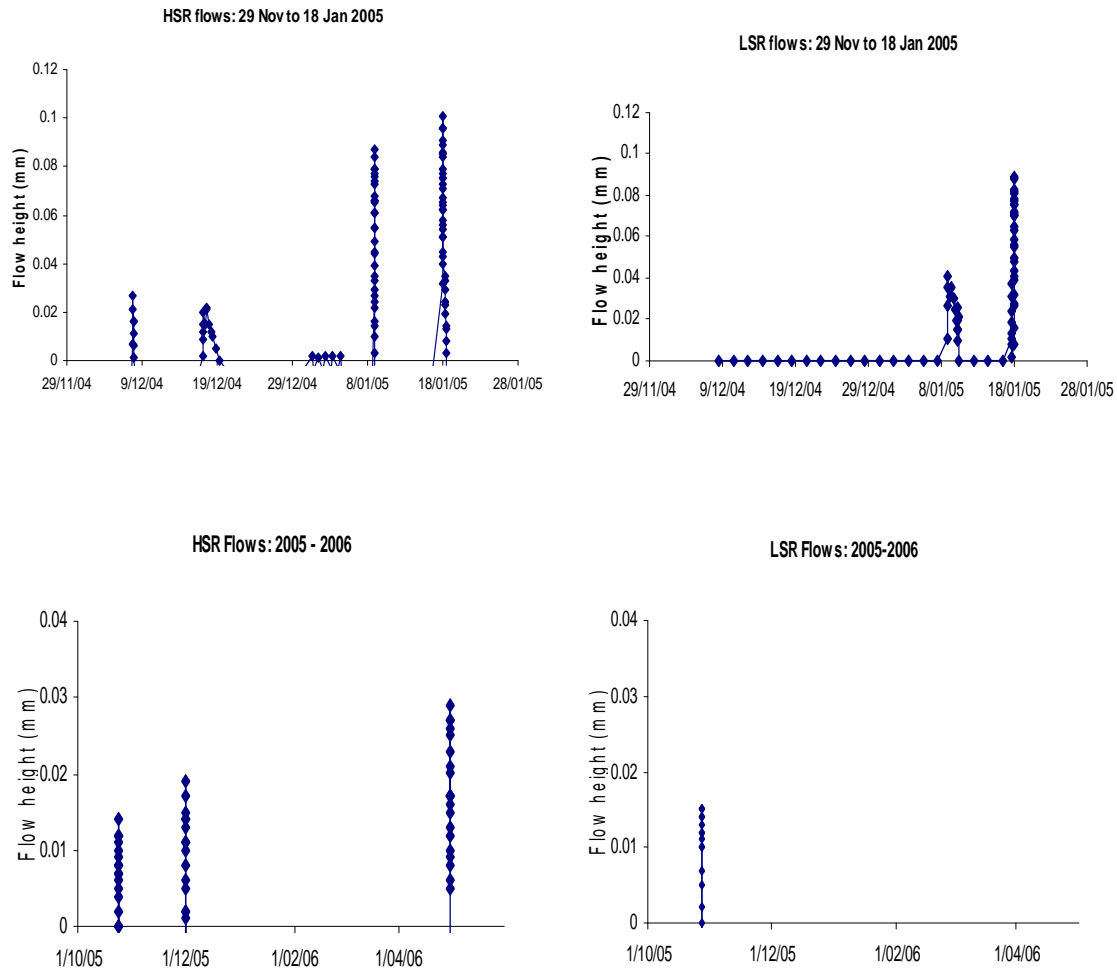 HSR flows: 29 Nov to 18 Jan 2005
Flow height (mm)
0.12
0.1
0.08
0.06
0.04
0.02
0
29/11/04 9/12/04 19/12/04 29/12/04 8/01/05 18/01/05 28/01/05
LSR flows: 29 Nov to 18 Jan 2005
Flow height (mm)
0.12
0.1
0.08
0.06
0.04
0.02
0
29/11/04 9/12/04 19/12/04 29/12/04 8/01/05 18/01/05 28/01/05
HSR Flows: 2005 - 2006
Flow height (mm)
0.04
0.03
0.02
0.01
0
1/10/05 1/12/05 1/02/06 1/04/06
LSR Flows: 2005-2006
Flow height (mm)
0.04
0.03
0.02
0.01
0
1/10/05 1/12/05 1/02/06 1/04/06